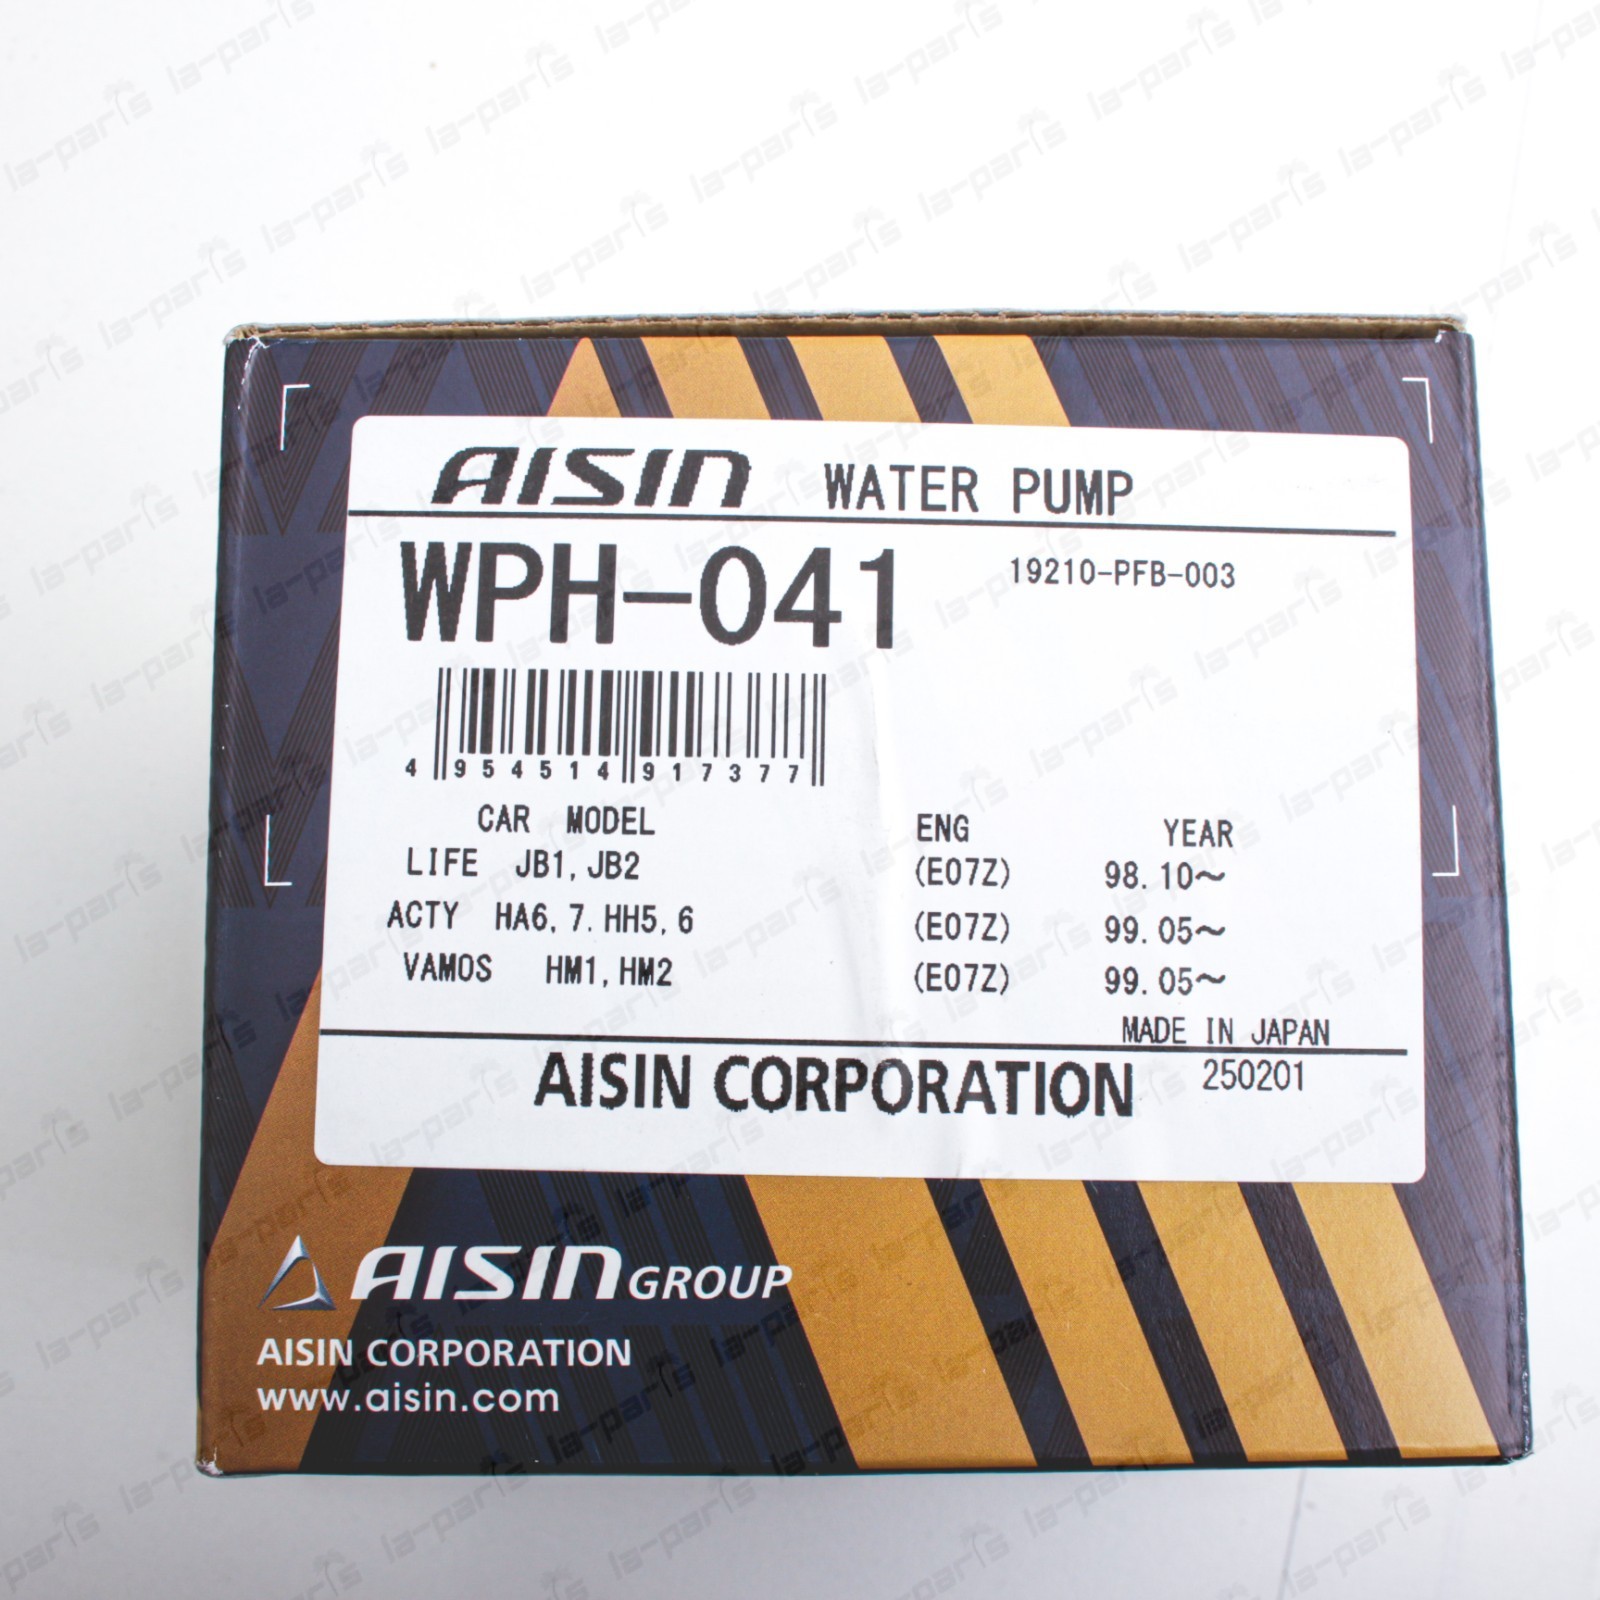 AISIN WATER PUMP
WPH-041 19210-PFB-003
4 954514 917377
CAR MODEL ENG YEAR
LIFE JB1,JB2 (E07Z) 98.10~
ACTY HA6,7.HH5,6 (E07Z) 99.05~
VAMOS HM1,HM2 (E07Z) 99.05~
MADE IN JAPAN
AISIN CORPORATION 250201
AISIN GROUP
AISIN CORPORATION
www.aisin.com
la-paris